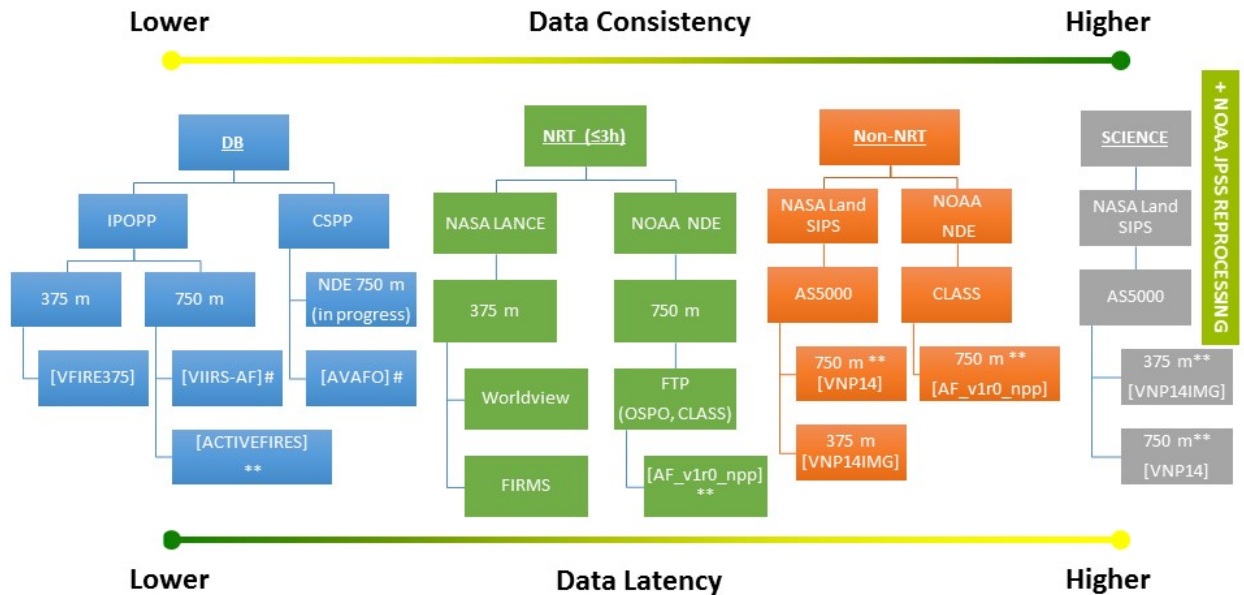 Lower
Data Consistency
Higher
+ NOAA JPSS REPROCESSING
DB
IPOPP
CSPP
375 m
750 m
NDE 750 m
(in progress)
[VFIRE375]
[VIIRS-AF] #
[AVAFO] #
[ACTIVEFIRES]
**
NRT (≤3h)
NASA LANCE
NOAA NDE
375 m
750 m
Worldview
FTP
(OSPO, CLASS)
FIRMS
[AF_v1r0_npp]
**
Non-NRT
NASA Land
SIPS
NOAA
NDE
AS5000
CLASS
750 m **
[VNP14]
750 m **
[AF_v1r0_npp]
375 m
[VNP14IMG]
SCIENCE
NASA Land
SIPS
AS5000
375 m**
[VNP14IMG]
750 m**
[VNP14]
Lower
Data Latency
Higher